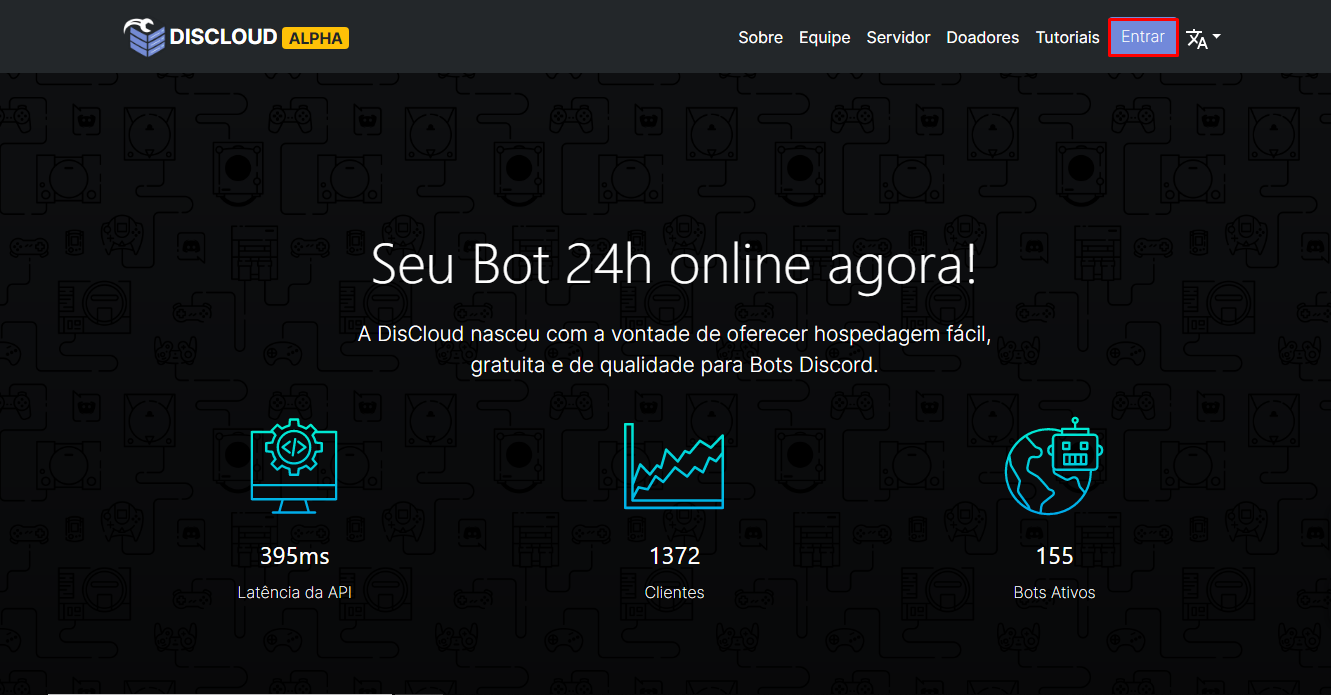 DISCLOUD ALPHA
Sobre Equipe Servidor Doadores Tutoriais Entrar
Seu Bot 24h online agora!
A DisCloud nasceu com a vontade de oferecer hospedagem fácil,
gratuita e de qualidade para Bots Discord.
395ms 1372 155
Latência da API Clientes Bots Ativos